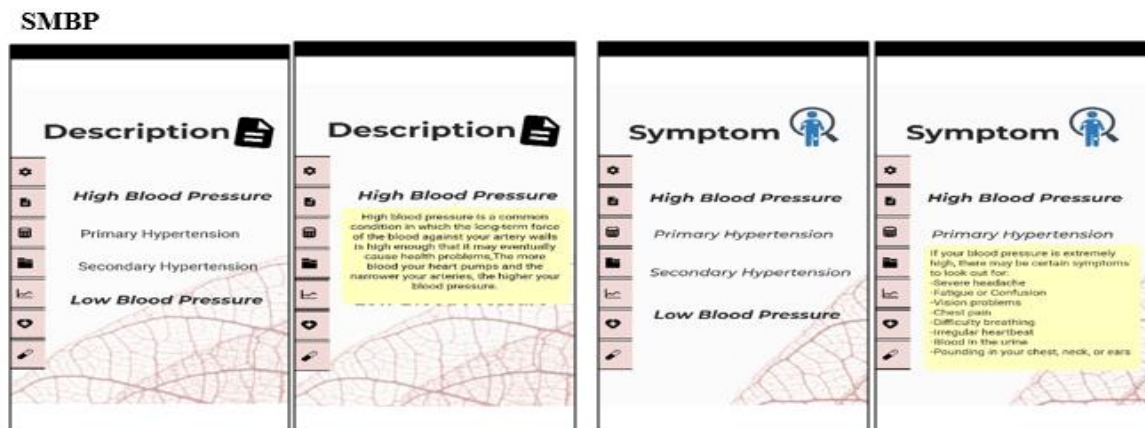 SMBP
Description
High Blood Pressure
Primary Hypertension
Secondary Hypertension
Low Blood Pressure
Description
High Blood Pressure
High blood pressure is a common
condition in which the long-term force
of the blood against your artery walls
is high enough that it may eventually
cause health problems,The more
blood your heart pumps and the
narrower your arteries, the higher your
blood pressure.
Symptom
High Blood Pressure
Primary Hypertension
Secondary Hypertension
Low Blood Pressure
Symptom
High Blood Pressure
Primary Hypertension
If your blood pressure is extremely
high, there may be certain symptoms
to look out for:
-Severe headache
-Fatigue or Confusion
-Vision problems
-Chest pain
-Difficulty breathing
-Irregular heartbeat
-Blood in the urine
-Pounding in your chest, neck, or ears